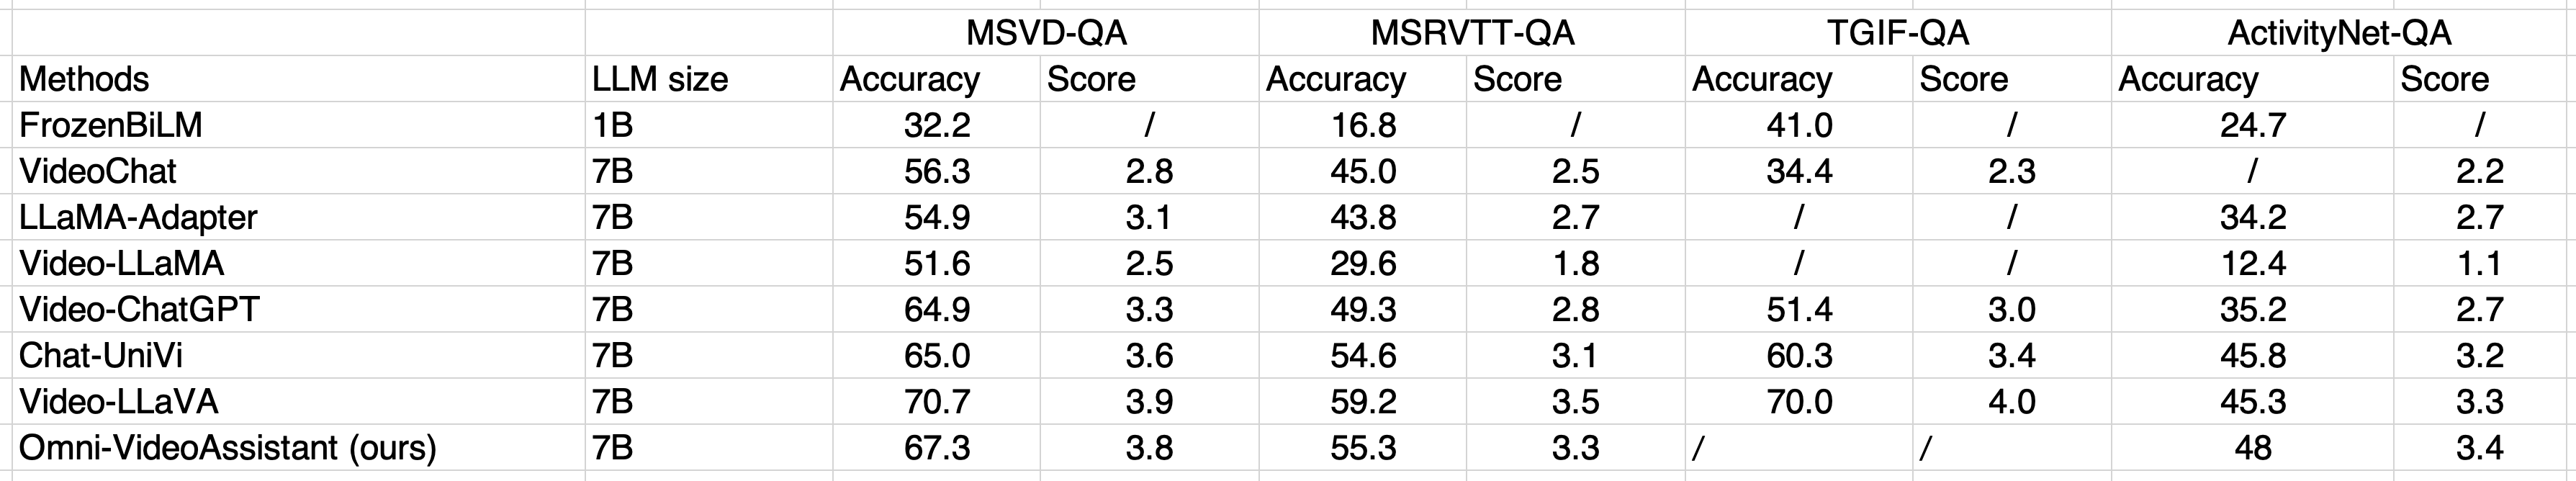 MSVD-QA MSRVTT-QA TGIF-QA ActivityNet-QA
Methods LLM size Accuracy Score Accuracy Score Accuracy Score Accuracy Score
FrozenBiLM 1B 32.2 / 16.8 / 41.0 / 24.7 /
VideoChat 7B 56.3 2.8 45.0 2.5 34.4 2.3 / 2.2
LLaMA-Adapter 7B 54.9 3.1 43.8 2.7 / / 34.2 2.7
Video-LLaMA 7B 51.6 2.5 29.6 1.8 / / 12.4 1.1
Video-ChatGPT 7B 64.9 3.3 49.3 2.8 51.4 3.0 35.2 2.7
Chat-UniVi 7B 65.0 3.6 54.6 3.1 60.3 3.4 45.8 3.2
Video-LLaVA 7B 70.7 3.9 59.2 3.5 70.0 4.0 45.3 3.3
Omni-VideoAssistant (ours) 7B 67.3 3.8 55.3 3.3 / / 48 3.4